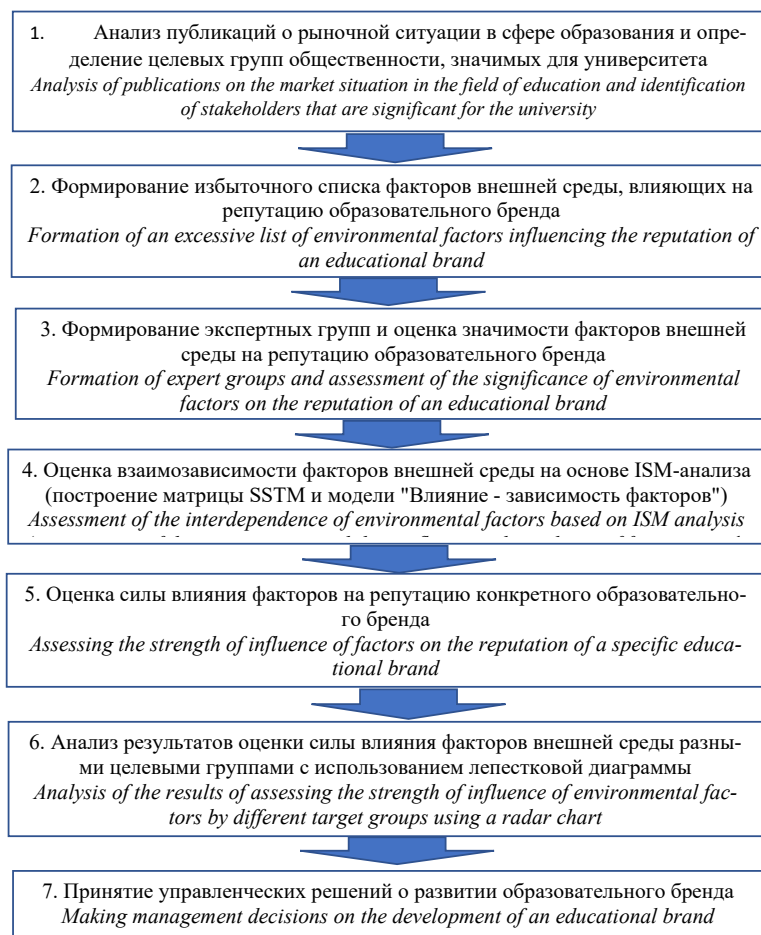 1. Анализ публикаций о рыночной ситуации в сфере образования и опре-
деление целевых групп общественности, значимых для университета
Analysis of publications on the market situation in the field of education and identification
of stakeholders that are significant for the university
2. Формирование избыточного списка факторов внешней среды, влияющих на
репутацию образовательного бренда
Formation of an excessive list of environmental factors influencing the reputation of
an educational brand
3. Формирование экспертных групп и оценка значимости факторов внешней
среды на репутацию образовательного бренда
Formation of expert groups and assessment of the significance of environmental
factors on the reputation of an educational brand
4. Оценка взаимозависимости факторов внешней среды на основе ISM-анализа
(построение матрицы SSTM и модели "Влияние - зависимость факторов")
Assessment of the interdependence of environmental factors based on ISM analysis
5. Оценка силы влияния факторов на репутацию конкретного образовательно-
го бренда
Assessing the strength of influence of factors on the reputation of a specific educa-
tional brand
6. Анализ результатов оценки силы влияния факторов внешней среды разны-
ми целевыми группами с использованием лепестковой диаграммы
Analysis of the results of assessing the strength of influence of environmental fac-
tors by different target groups using a radar chart
7. Принятие управленческих решений о развитии образовательного бренда
Making management decisions on the development of an educational brand